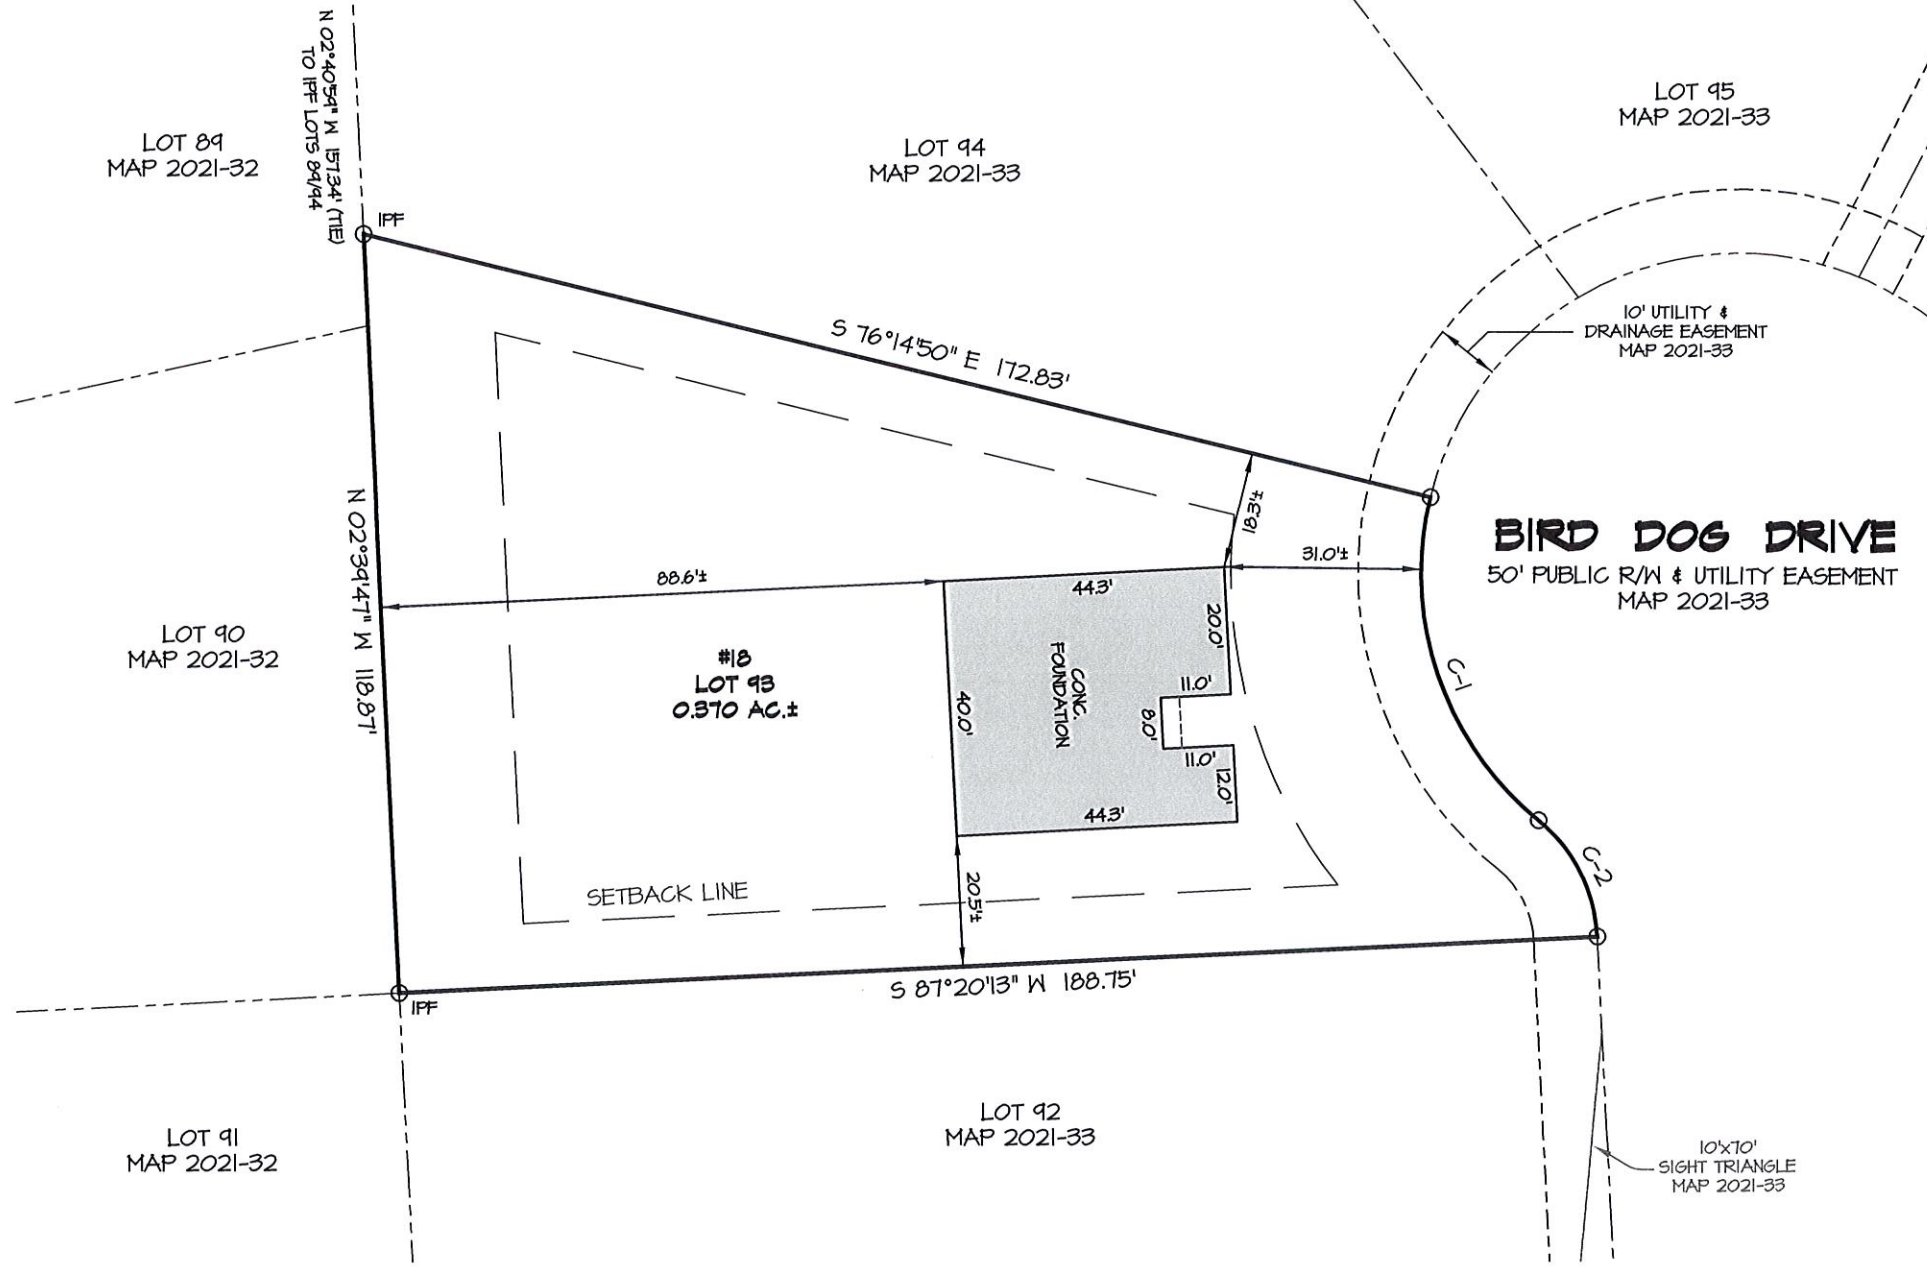 N 02°40'59" W 157.34' (TIE)
TO IPF LOTS 89/94
LOT 89
MAP 2021-32
LOT 94
MAP 2021-33
LOT 95
MAP 2021-33
IPF
10' UTILITY &
DRAINAGE EASEMENT
MAP 2021-33
S 76°14'50" E 172.83'
BIRD DOG DRIVE
50' PUBLIC R/W & UTILITY EASEMENT
MAP 2021-33
18.3'±
31.0'±
88.6'±
44.3'
20.0'
N 02°39'47" W 118.87'
LOT 90
MAP 2021-32
#18
LOT 93
0.370 AC.±
40.0'
CONC.
FOUNDATION
11.0'
8.0'
11.0'
12.0'
44.3'
C-1
C-2
SETBACK LINE
20.5'±
S 87°20'13" W 188.75'
IPF
LOT 91
MAP 2021-32
LOT 92
MAP 2021-33
10'x70'
SIGHT TRIANGLE
MAP 2021-33